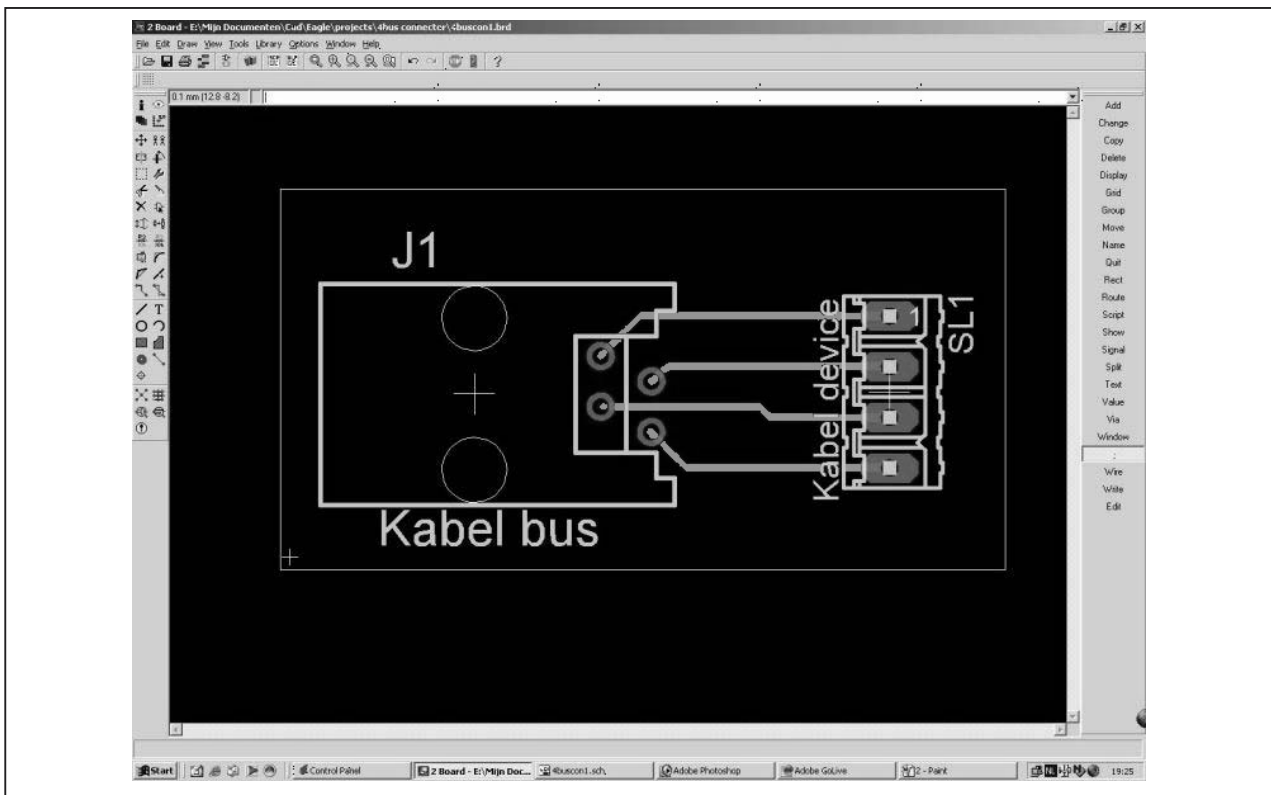 2 Board - E:\Mijn Documenten\Cud\Eagle\projects\4bus connector\4buscon1.brd
File Edit Draw View Tools Library Options Window Help
0.1 mm (12.8 -8.2)
Add
Change
Copy
Delete
Display
Grid
Group
Move
Name
Quit
Rect
Route
Script
Show
Signal
Split
Text
Value
Via
Window
;
Wire
Write
Edit
J1
Kabel bus
Kabel device
1
SL1
Start
Control Panel
2 Board - E:\Mijn Doc...
4buscon1.sch,
Adobe Photoshop
Adobe GoLive
2 - Paint
NL
19:25